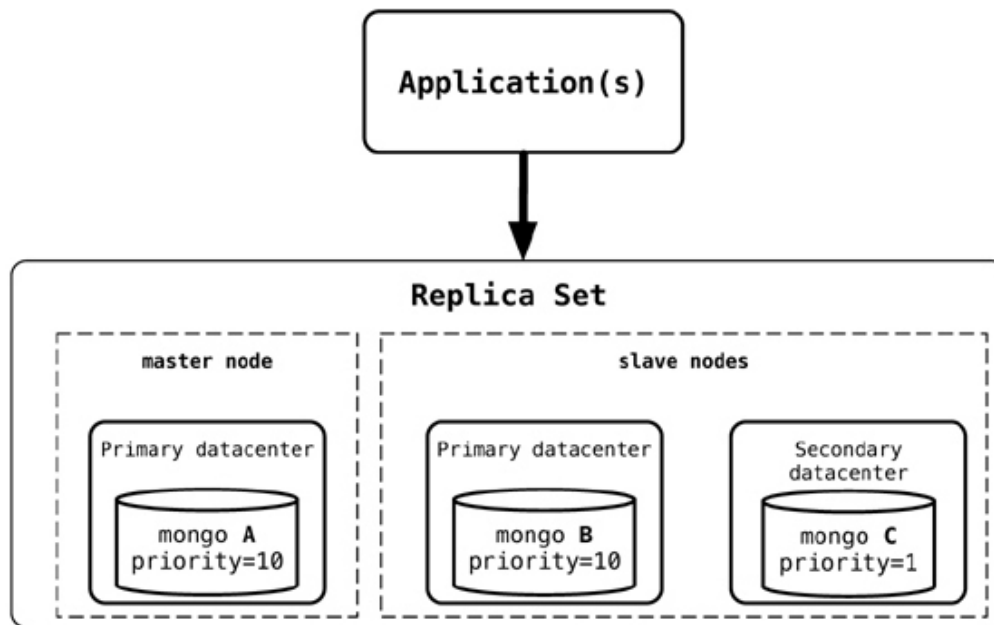 Application(s)
Replica Set
master node
slave nodes
Primary datacenter
mongo A
priority=10
Primary datacenter
mongo B
priority=10
Secondary
datacenter
mongo C
priority=1